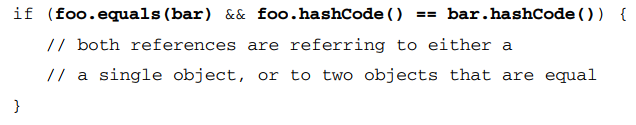 if (foo.equals(bar) && foo.hashCode() == bar.hashCode()) {
// both references are referring to either a
// a single object, or to two objects that are equal
}